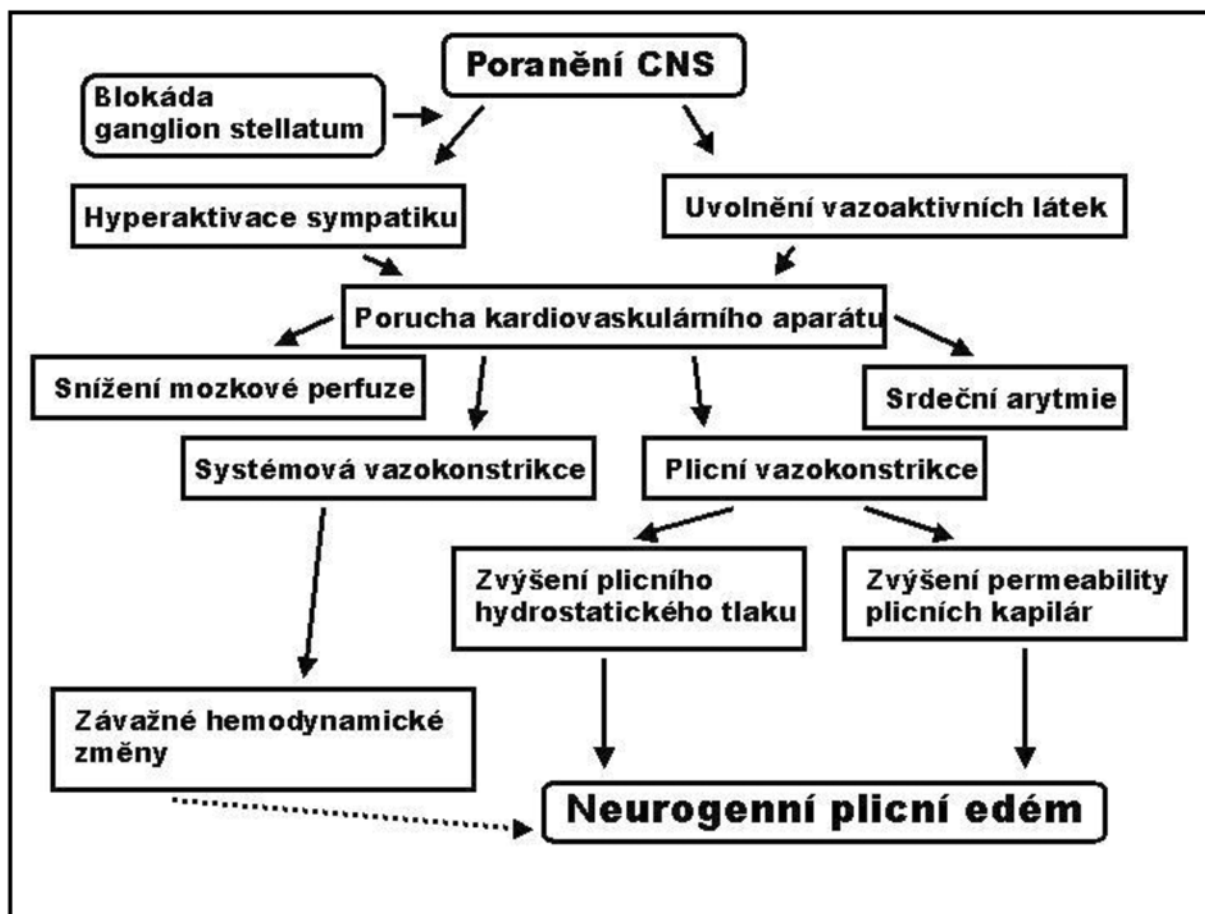 Poranění CNS
Blokáda
ganglion stellatum
Hyperaktivace sympatiku
Uvolnění vazoaktivních látek
Porucha kardiovaskulárního aparátu
Snížení mozkové perfuze
Srdeční arytmie
Systémová vazokonstrikce
Plicní vazokonstrikce
Zvýšení plicního
hydrostatického tlaku
Zvýšení permeability
plicních kapilár
Závažné hemodynamické
změny
Neurogenní plicní edém